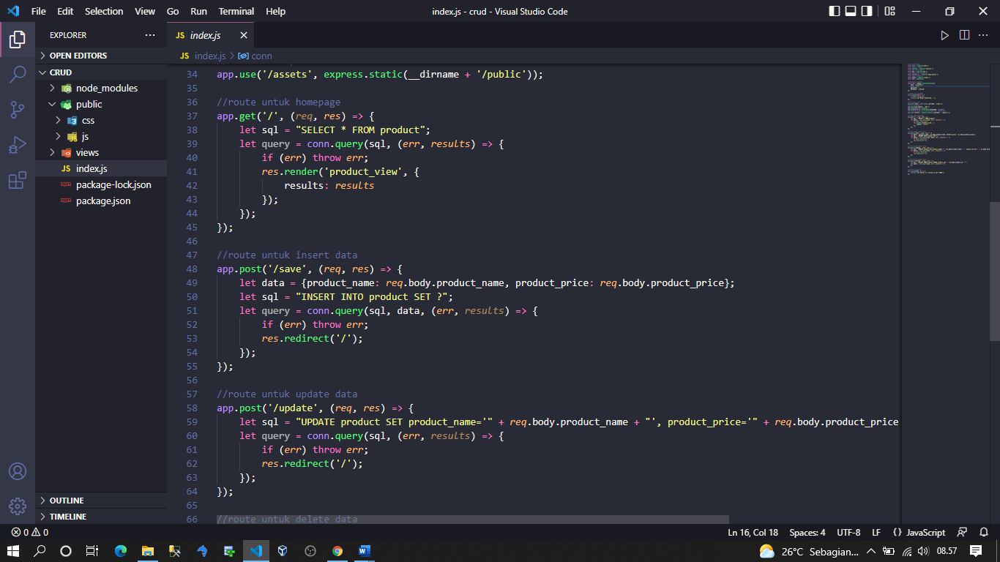 File Edit Selection View Go Run Terminal Help
index.js - crud - Visual Studio Code
EXPLORER
OPEN EDITORS
CRUD
node_modules
public
css
js
views
JS index.js
package-lock.json
package.json
OUTLINE
TIMELINE
JS index.js
JS index.js > conn
34 app.use('/assets', express.static(__dirname + '/public'));
35
36 //route untuk homepage
37 app.get('/', (req, res) => {
38 let sql = "SELECT * FROM product";
39 let query = conn.query(sql, (err, results) => {
40 if (err) throw err;
41 res.render('product_view', {
42 results: results
43 });
44 });
45 });
46
47 //route untuk insert data
48 app.post('/save', (req, res) => {
49 let data = {product_name: req.body.product_name, product_price: req.body.product_price};
50 let sql = "INSERT INTO product SET ?";
51 let query = conn.query(sql, data, (err, results) => {
52 if (err) throw err;
53 res.redirect('/');
54 });
55 });
56
57 //route untuk update data
58 app.post('/update', (req, res) => {
59 let sql = "UPDATE product SET product_name='" + req.body.product_name + "', product_price='" + req.body.product_price
60 let query = conn.query(sql, (err, results) => {
61 if (err) throw err;
62 res.redirect('/');
63 });
64 });
65
66 //route untuk delete data
0 0
Ln 16, Col 18 Spaces: 4 UTF-8 LF {} JavaScript
26°C Sebagian... 08.57